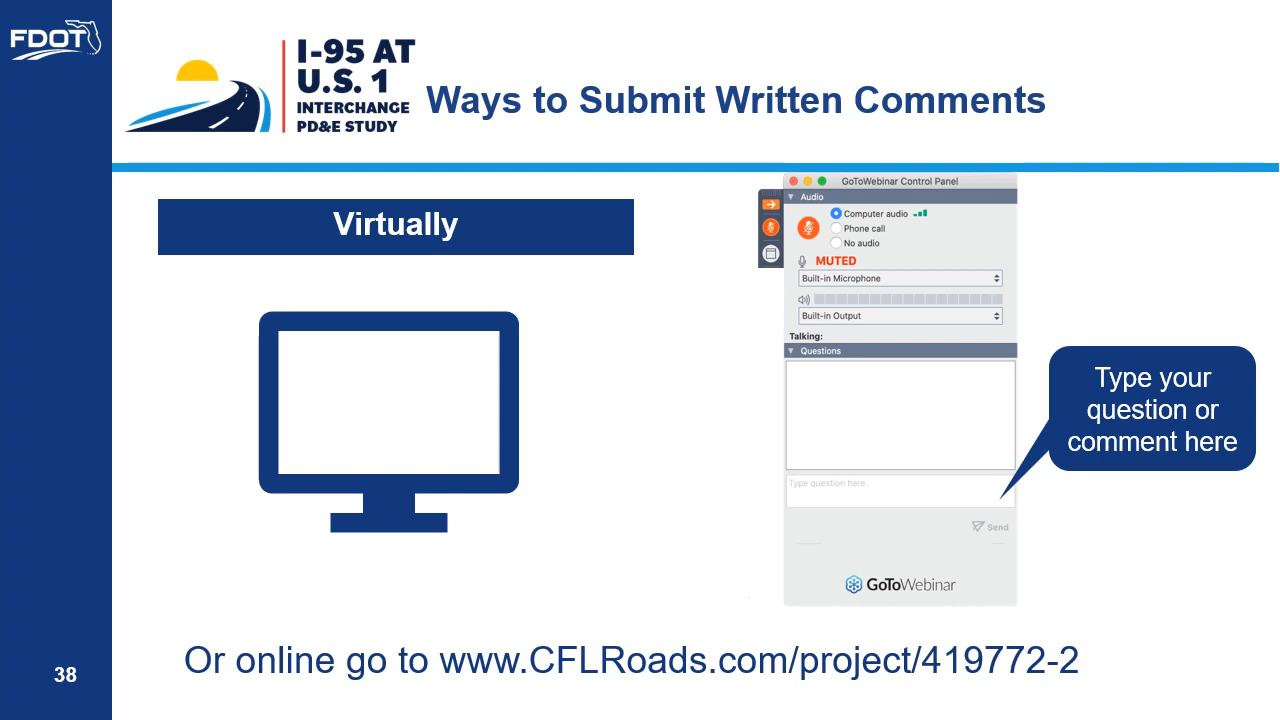 FDOT
I-95 AT
U.S. 1
INTERCHANGE
PD&E STUDY
Ways to Submit Written Comments
Virtually
GoToWebinar Control Panel
Audio
Computer audio
Phone call
No audio
MUTED
Built-in Microphone
Built-in Output
Talking:
Questions
Type question here.
Send
GoToWebinar
Type your
question or
comment here
Or online go to www.CFLRoads.com/project/419772-2
38